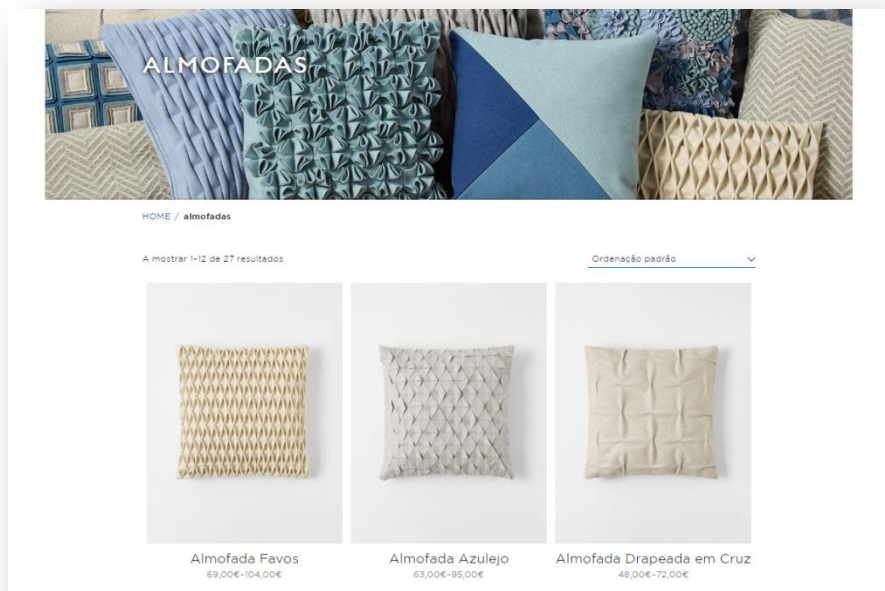 ALMOFADAS
HOME / almofadas
A mostrar 1–12 de 27 resultados
Ordenação padrão
Almofada Favos
69,00€–104,00€
Almofada Azulejo
63,00€–95,00€
Almofada Drapeada em Cruz
48,00€–72,00€